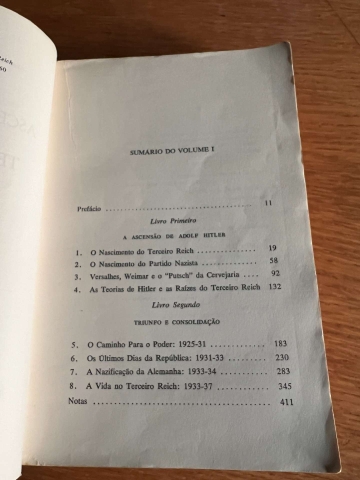 Reich
SUMÁRIO DO VOLUME I
Prefácio 11
Livro Primeiro
A ASCENSÃO DE ADOLF HITLER
1. O Nascimento do Terceiro Reich 19
2. O Nascimento do Partido Nazista 58
3. Versalhes, Weimar e o "Putsch" da Cervejaria 92
4. As Teorias de Hitler e as Raízes do Terceiro Reich 132
Livro Segundo
TRIUNFO E CONSOLIDAÇÃO
5. O Caminho Para o Poder: 1925-31 183
6. Os Últimos Dias da República: 1931-33 230
7. A Nazificação da Alemanha: 1933-34 283
8. A Vida no Terceiro Reich: 1933-37 345
Notas 411